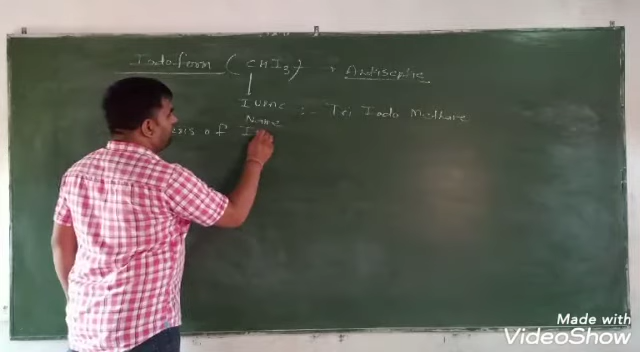 Iodoform (CHI3) → Antiseptic
IUPAC :- Tri Iodo Methane
Name
of I
Made with
VideoShow